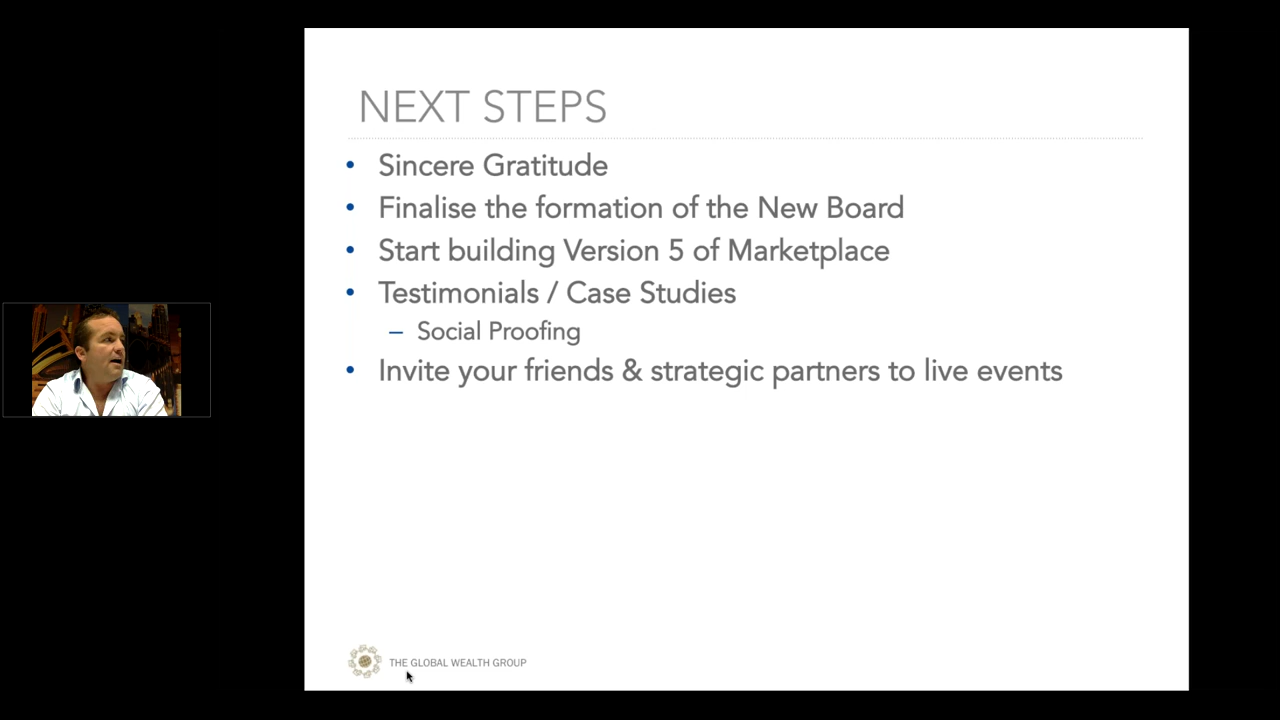 NEXT STEPS
• Sincere Gratitude
• Finalise the formation of the New Board
• Start building Version 5 of Marketplace
• Testimonials / Case Studies
– Social Proofing
• Invite your friends & strategic partners to live events
THE GLOBAL WEALTH GROUP